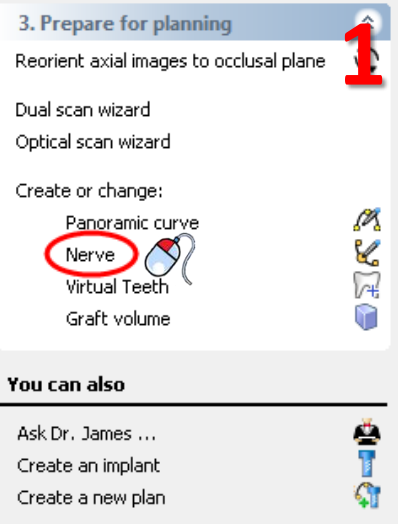 3. Prepare for planning
1
Reorient axial images to occlusal plane
Dual scan wizard
Optical scan wizard
Create or change:
Panoramic curve
Nerve
Virtual Teeth
Graft volume
You can also
Ask Dr. James ...
Create an implant
Create a new plan